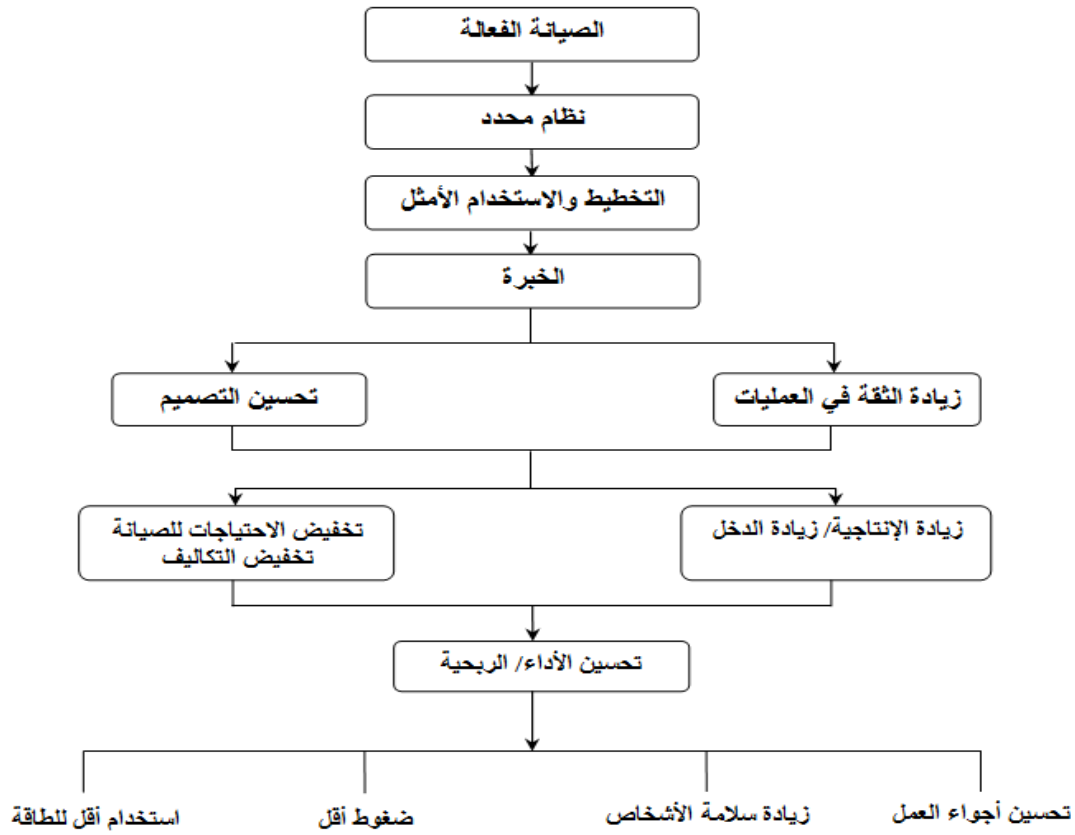 الصيانة الفعالة
نظام محدد
التخطيط والاستخدام الأمثل
الخبرة
زيادة الثقة في العمليات
تحسين التصميم
زيادة الإنتاجية/ زيادة الدخل
تخفيض الاحتياجات للصيانة
تخفيض التكاليف
تحسين الأداء/ الربحية
تحسين أجواء العمل
زيادة سلامة الأشخاص
ضغوط أقل
استخدام أقل للطاقة